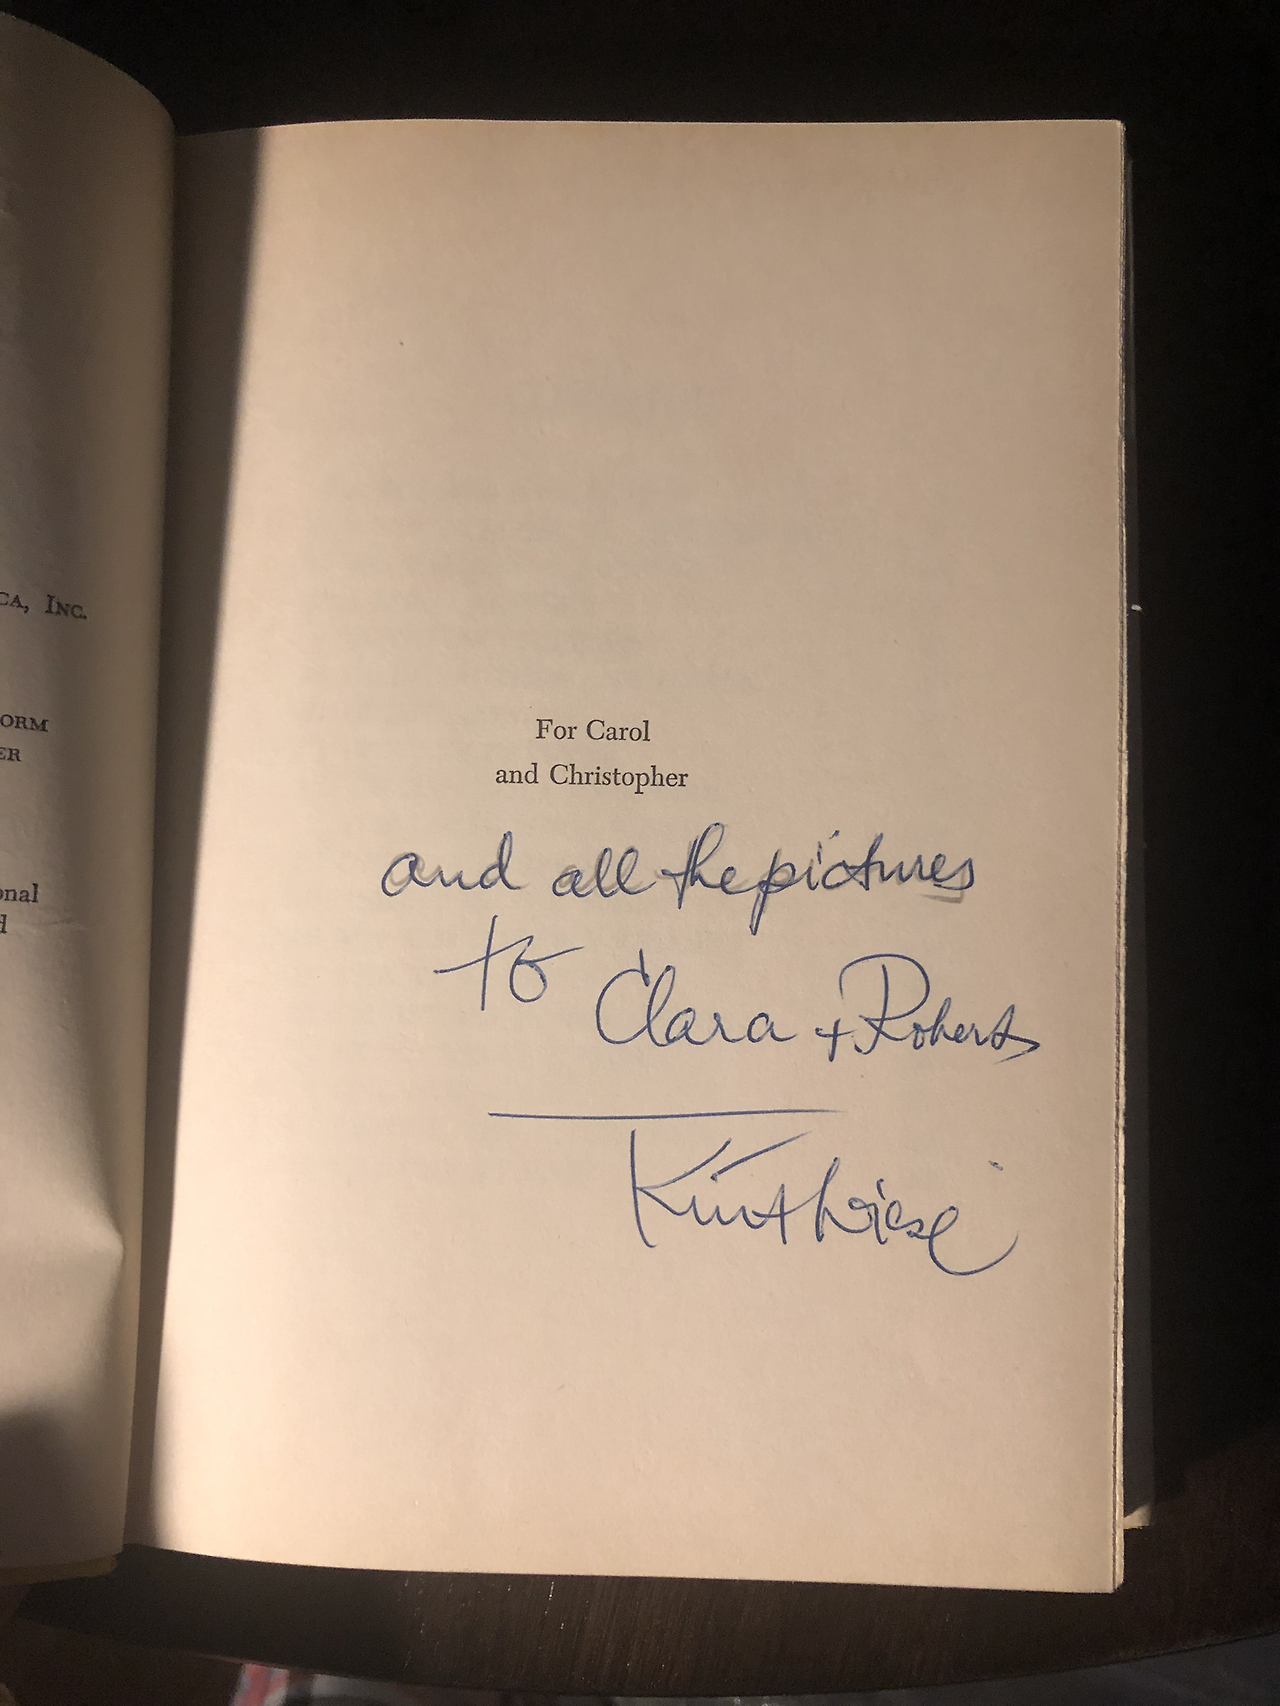 CA, INC.
ORM
ER
onal
d
For Carol
and Christopher
and all the pictures
to Clara + Roberts
Kurt Wiese